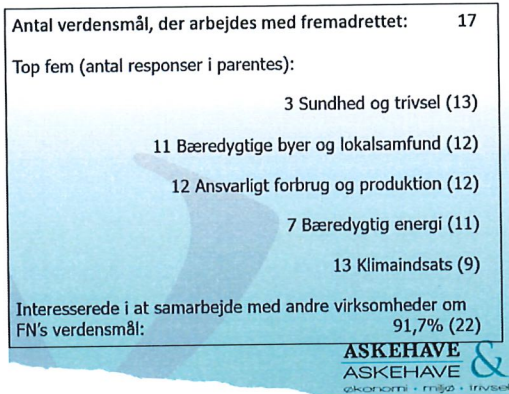 Antal verdensmål, der arbejdes med fremadrettet: 17
Top fem (antal responser i parentes):
3 Sundhed og trivsel (13)
11 Bæredygtige byer og lokalsamfund (12)
12 Ansvarligt forbrug og produktion (12)
7 Bæredygtig energi (11)
13 Klimaindsats (9)
Interesserede i at samarbejde med andre virksomheder om
FN's verdensmål: 91,7% (22)
ASKEHAVE &
ASKEHAVE
økonomi · miljø · trivsel